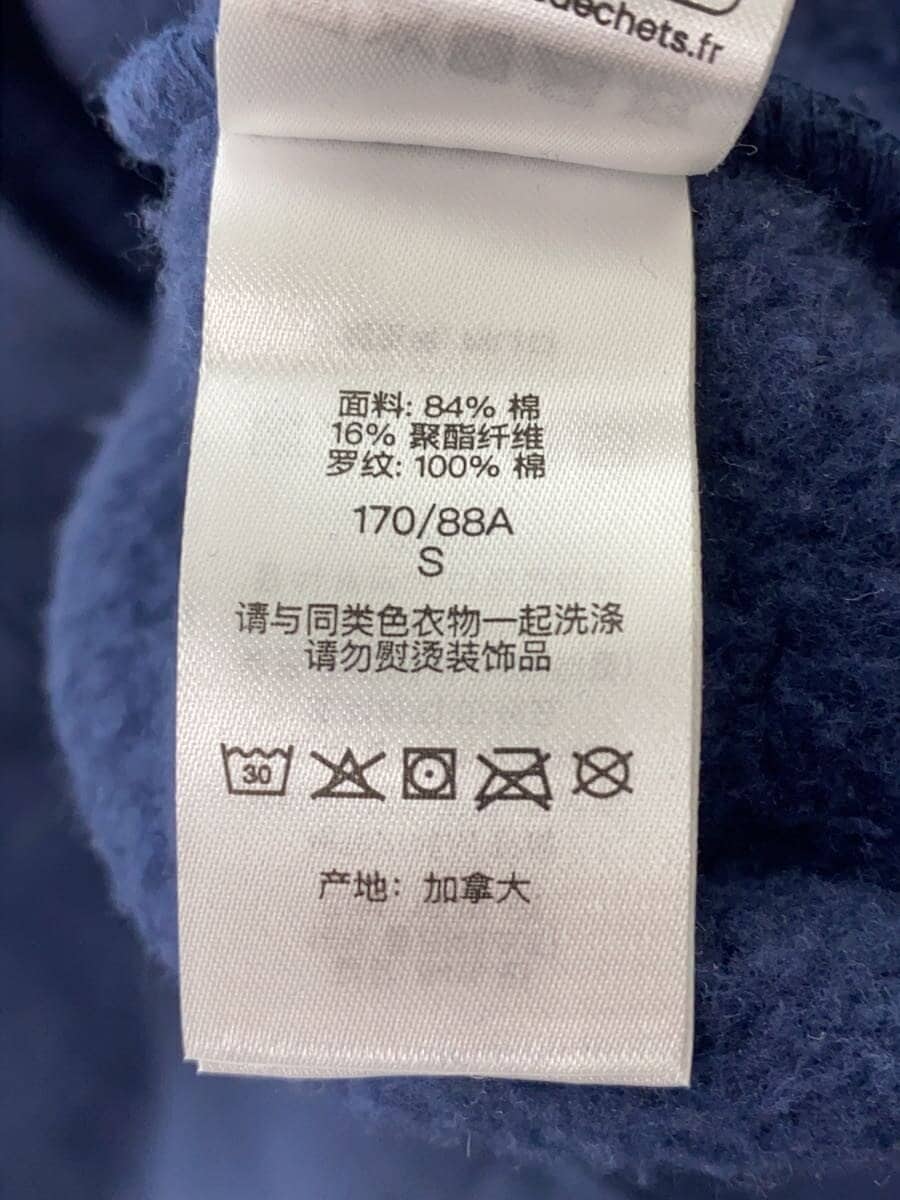 面料: 84% 棉
16% 聚酯纤维
罗纹: 100% 棉
170/88A
S
请与同类色衣物一起洗涤
请勿熨烫装饰品
30
产地: 加拿大